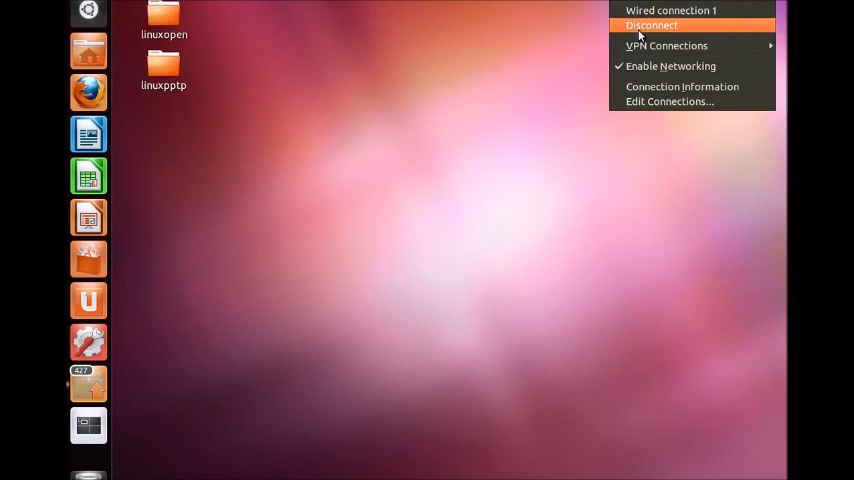 linuxopen
linuxpptp
Wired connection 1
Disconnect
VPN Connections
Enable Networking
Connection Information
Edit Connections...
427
U